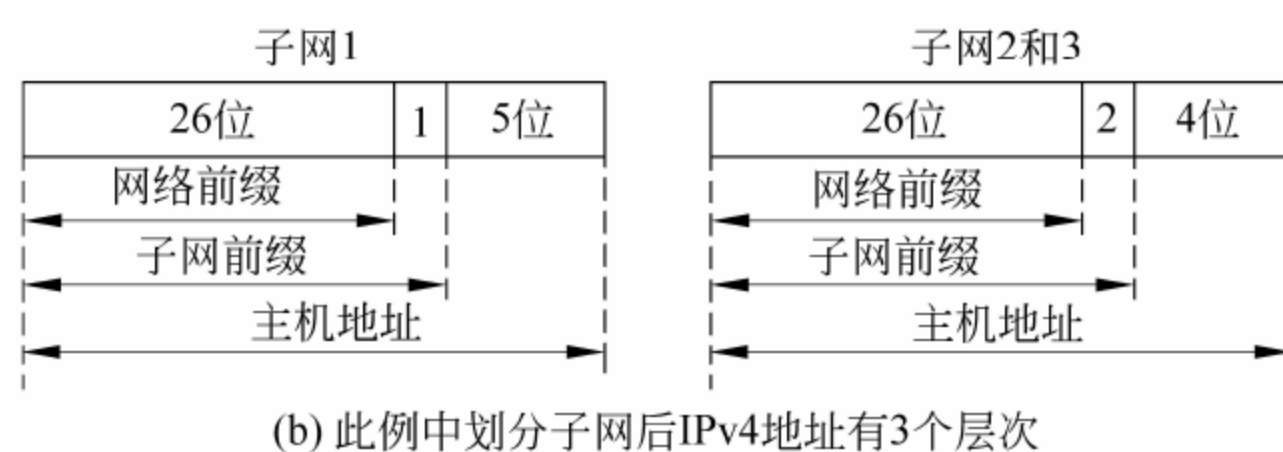 子网1
子网2和3
26位 1 5位
26位 2 4位
网络前缀
网络前缀
子网前缀
子网前缀
主机地址
主机地址
(b) 此例中划分子网后IPv4地址有3个层次